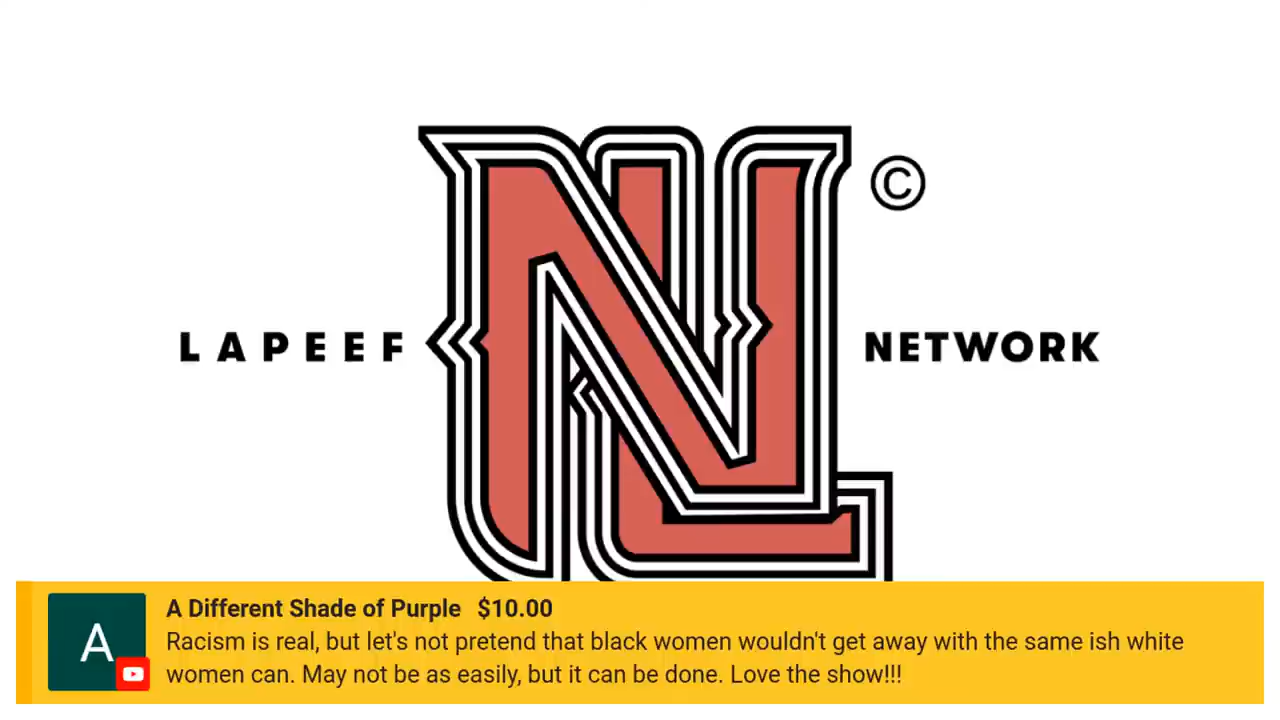 ©
LAPEEF NL NETWORK
A Different Shade of Purple $10.00
A
Racism is real, but let's not pretend that black women wouldn't get away with the same ish white
women can. May not be as easily, but it can be done. Love the show!!!